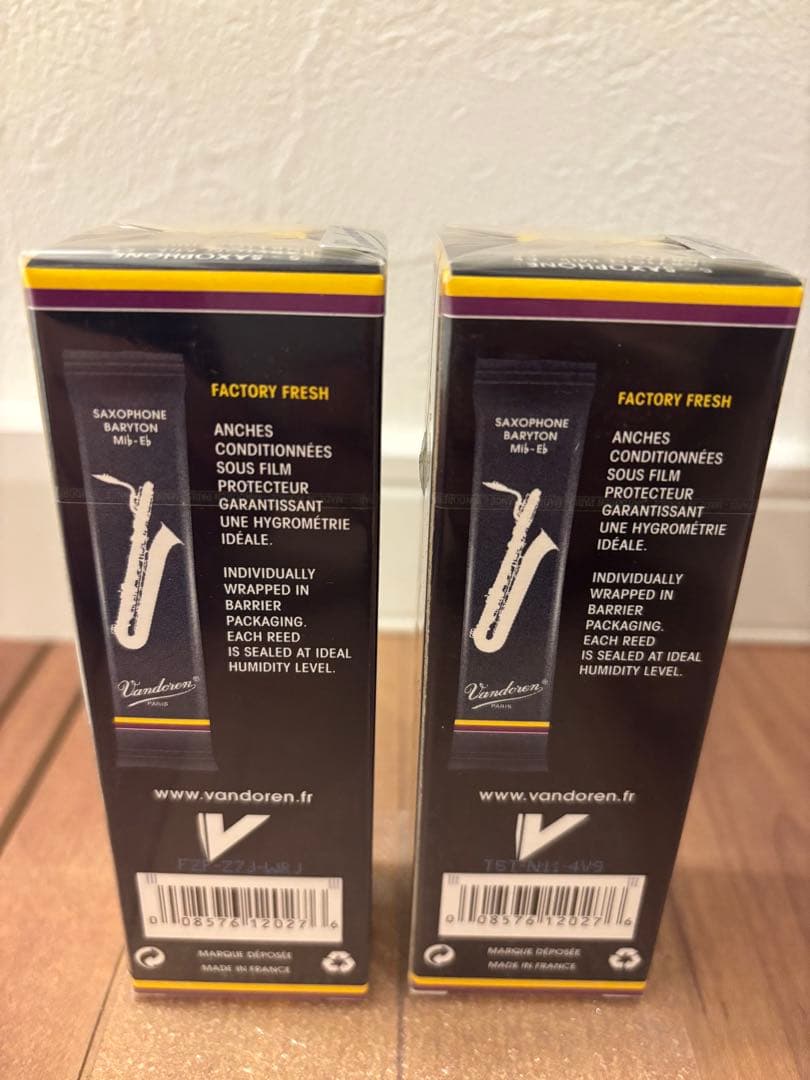 SAXOPHONE
FACTORY FRESH
SAXOPHONE
BARYTON
Mi♭-E♭
ANCHES
CONDITIONNÉES
SOUS FILM
PROTECTEUR
GARANTISSANT
UNE HYGROMÉTRIE
IDÉALE.
INDIVIDUALLY
WRAPPED IN
BARRIER
PACKAGING.
EACH REED
IS SEALED AT IDEAL
HUMIDITY LEVEL.
Vandoren®
PARIS
www.vandoren.fr
V
0 08576 12027 6
MARQUE DÉPOSÉE
MADE IN FRANCE
SAXOPHONE
FACTORY FRESH
SAXOPHONE
BARYTON
Mi♭-E♭
ANCHES
CONDITIONNÉES
SOUS FILM
PROTECTEUR
GARANTISSANT
UNE HYGROMÉTRIE
IDÉALE.
INDIVIDUALLY
WRAPPED IN
BARRIER
PACKAGING.
EACH REED
IS SEALED AT IDEAL
HUMIDITY LEVEL.
Vandoren®
PARIS
www.vandoren.fr
V
0 08576 12027 6
MARQUE DÉPOSÉE
MADE IN FRANCE